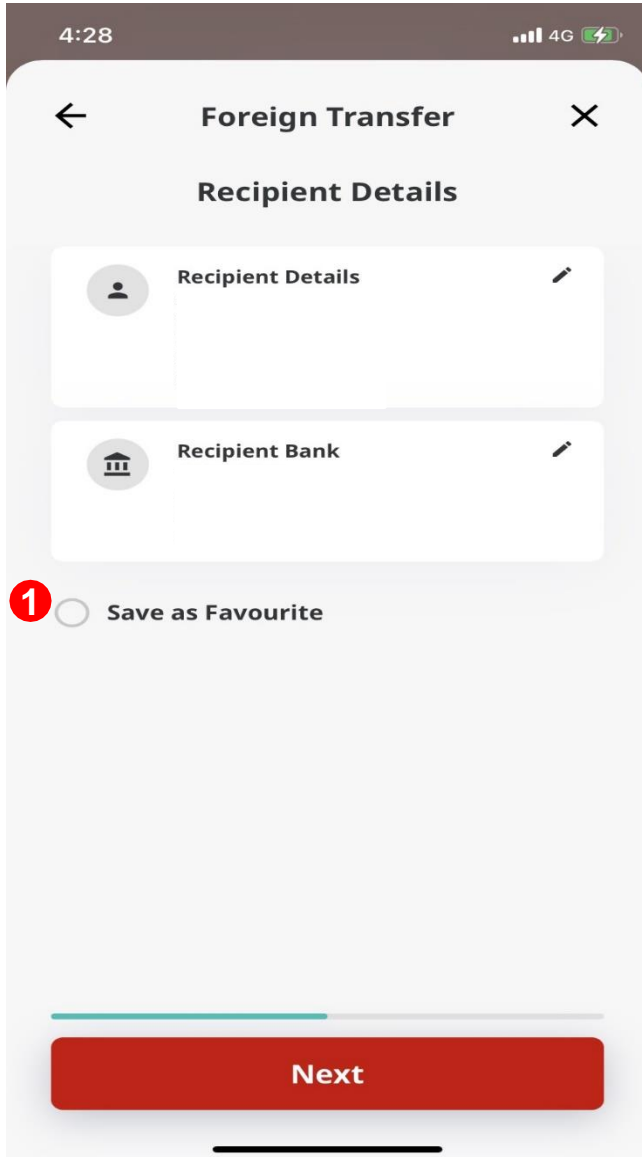 4:28
4G
Foreign Transfer
Recipient Details
Recipient Details
Recipient Bank
1
Save as Favourite
Next